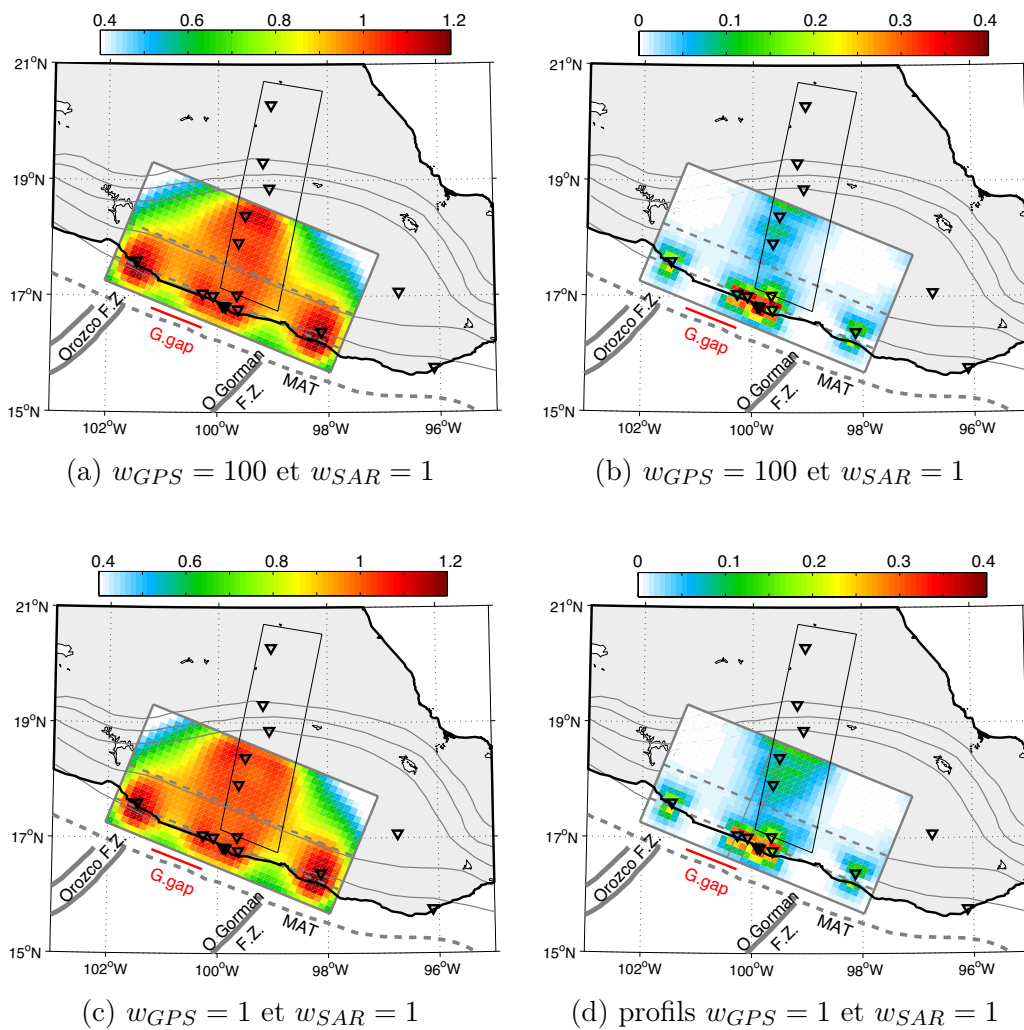 0.4 0.6 0.8 1 1.2
0 0.1 0.2 0.3 0.4
21°N
19°N
17°N
15°N
102°W 100°W 98°W 96°W
Orozco F.Z.
G.gap
O Gorman
F.Z.
MAT
21°N
19°N
17°N
15°N
102°W 100°W 98°W 96°W
Orozco F.Z.
G.gap
O Gorman
F.Z.
MAT
(a) w_GPS = 100 et w_SAR = 1
(b) w_GPS = 100 et w_SAR = 1
0.4 0.6 0.8 1 1.2
0 0.1 0.2 0.3 0.4
21°N
19°N
17°N
15°N
102°W 100°W 98°W 96°W
Orozco F.Z.
G.gap
O Gorman
F.Z.
MAT
21°N
19°N
17°N
15°N
102°W 100°W 98°W 96°W
Orozco F.Z.
G.gap
O Gorman
F.Z.
MAT
(c) w_GPS = 1 et w_SAR = 1
(d) profils w_GPS = 1 et w_SAR = 1